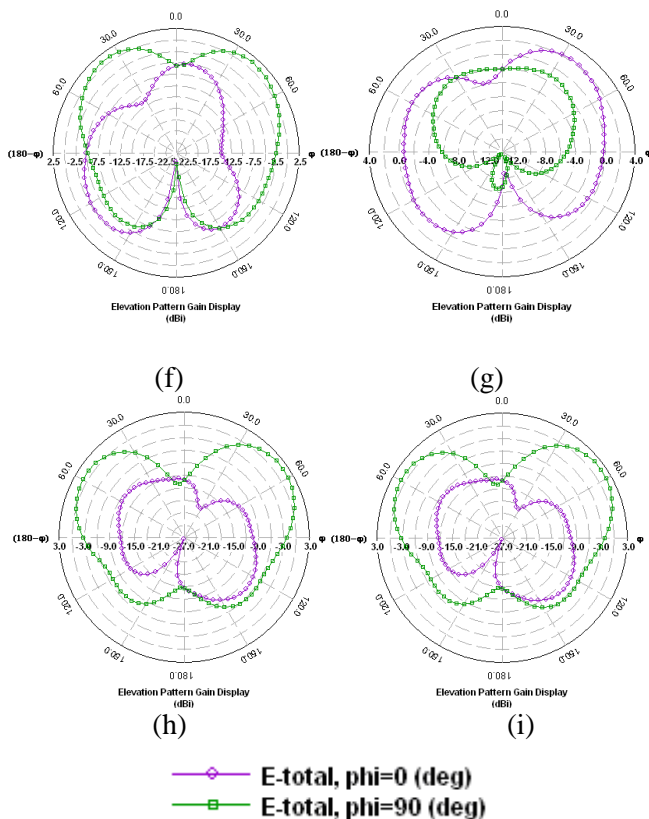 0.0 0.0
30.0 30.0 30.0 30.0
60.0 60.0 60.0 60.0
(180-φ) φ (180-φ) φ
2.5 -2.5 -7.5 -12.5 -17.5 -22.5 -17.5 -12.5 -7.5 -2.5 2.5 4.0 0.0 -4.0 -8.0 -12.0 -12.0 -8.0 -4.0 0.0 4.0
120.0 120.0 120.0 120.0
150.0 150.0 150.0 150.0
180.0 180.0
Elevation Pattern Gain Display Elevation Pattern Gain Display
(dBi) (dBi)
(f) (g)
0.0 0.0
30.0 30.0 30.0 30.0
60.0 60.0 60.0 60.0
(180-φ) φ (180-φ) φ
3.0 -3.0 -9.0 -15.0 -21.0 -21.0 -15.0 -9.0 -3.0 3.0 3.0 -3.0 -9.0 -15.0 -21.0 -21.0 -15.0 -9.0 -3.0 3.0
120.0 120.0 120.0 120.0
150.0 150.0 150.0 150.0
180.0 180.0
Elevation Pattern Gain Display Elevation Pattern Gain Display
(dBi) (dBi)
(h) (i)
E-total, phi=0 (deg)
E-total, phi=90 (deg)